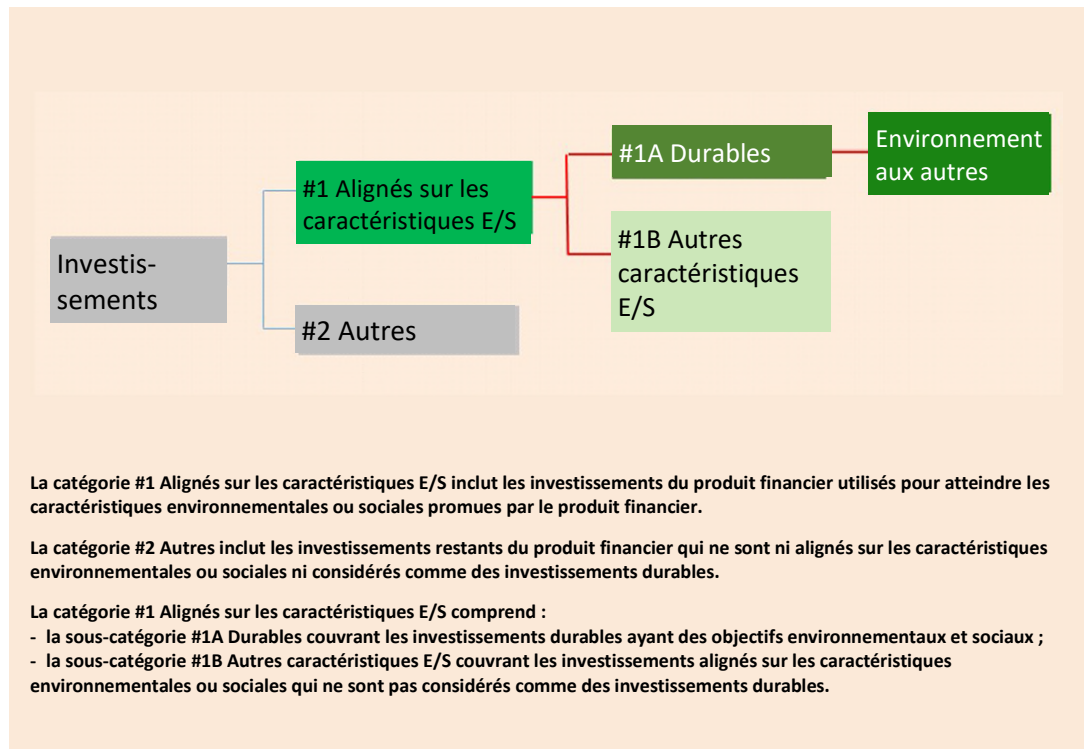 Investis-
sements
#1 Alignés sur les
caractéristiques E/S
#2 Autres
#1A Durables
#1B Autres
caractéristiques
E/S
Environnement
aux autres
La catégorie #1 Alignés sur les caractéristiques E/S inclut les investissements du produit financier utilisés pour atteindre les
caractéristiques environnementales ou sociales promues par le produit financier.
La catégorie #2 Autres inclut les investissements restants du produit financier qui ne sont ni alignés sur les caractéristiques
environnementales ou sociales ni considérés comme des investissements durables.
La catégorie #1 Alignés sur les caractéristiques E/S comprend :
- la sous-catégorie #1A Durables couvrant les investissements durables ayant des objectifs environnementaux et sociaux ;
- la sous-catégorie #1B Autres caractéristiques E/S couvrant les investissements alignés sur les caractéristiques
environnementales ou sociales qui ne sont pas considérés comme des investissements durables.